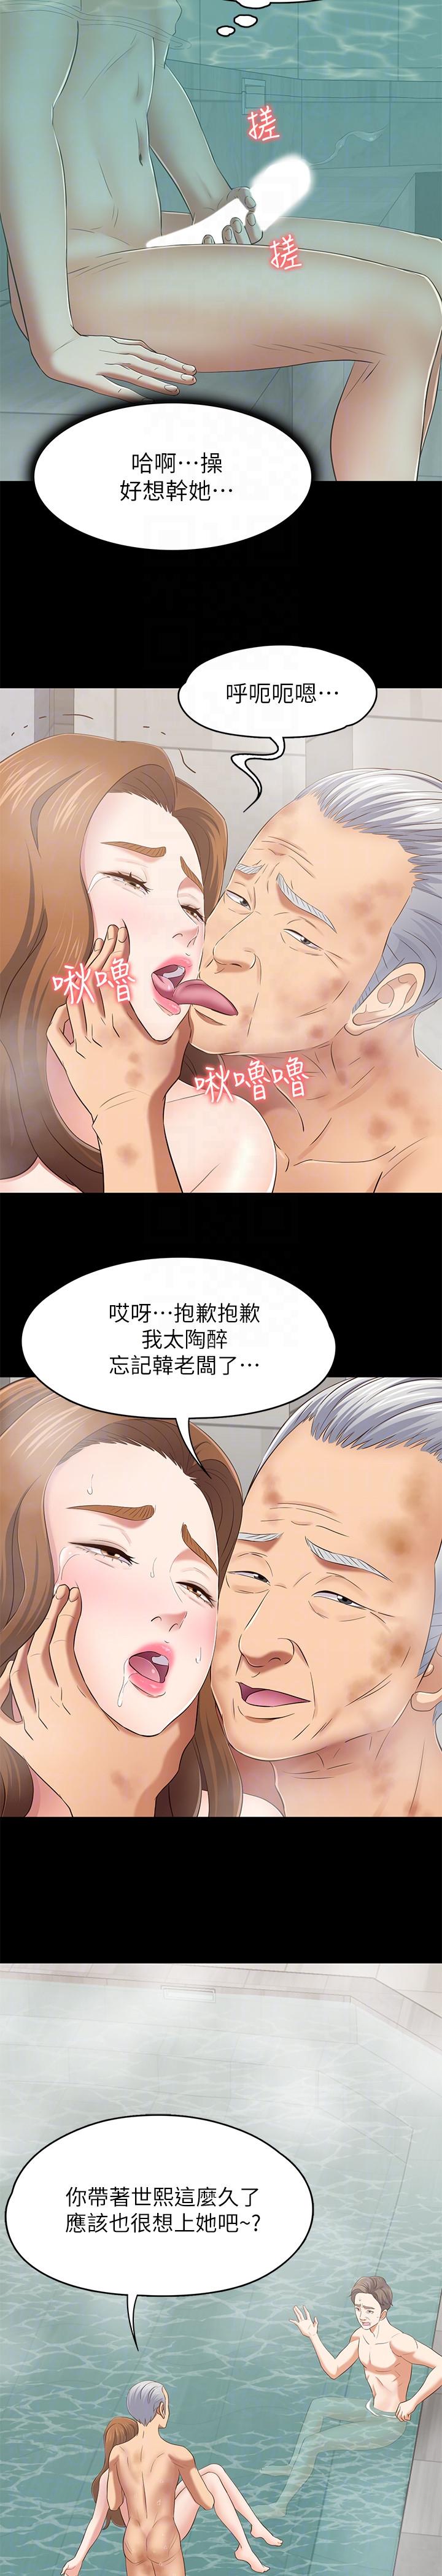 搓
搓
哈啊⋯操
好想幹她⋯
呼呃呃嗯⋯
啾嚕
啾嚕嚕
哎呀⋯抱歉抱歉
我太陶醉
忘記韓老闆了⋯
你帶著世熙這麼久了
應該也很想上她吧~?